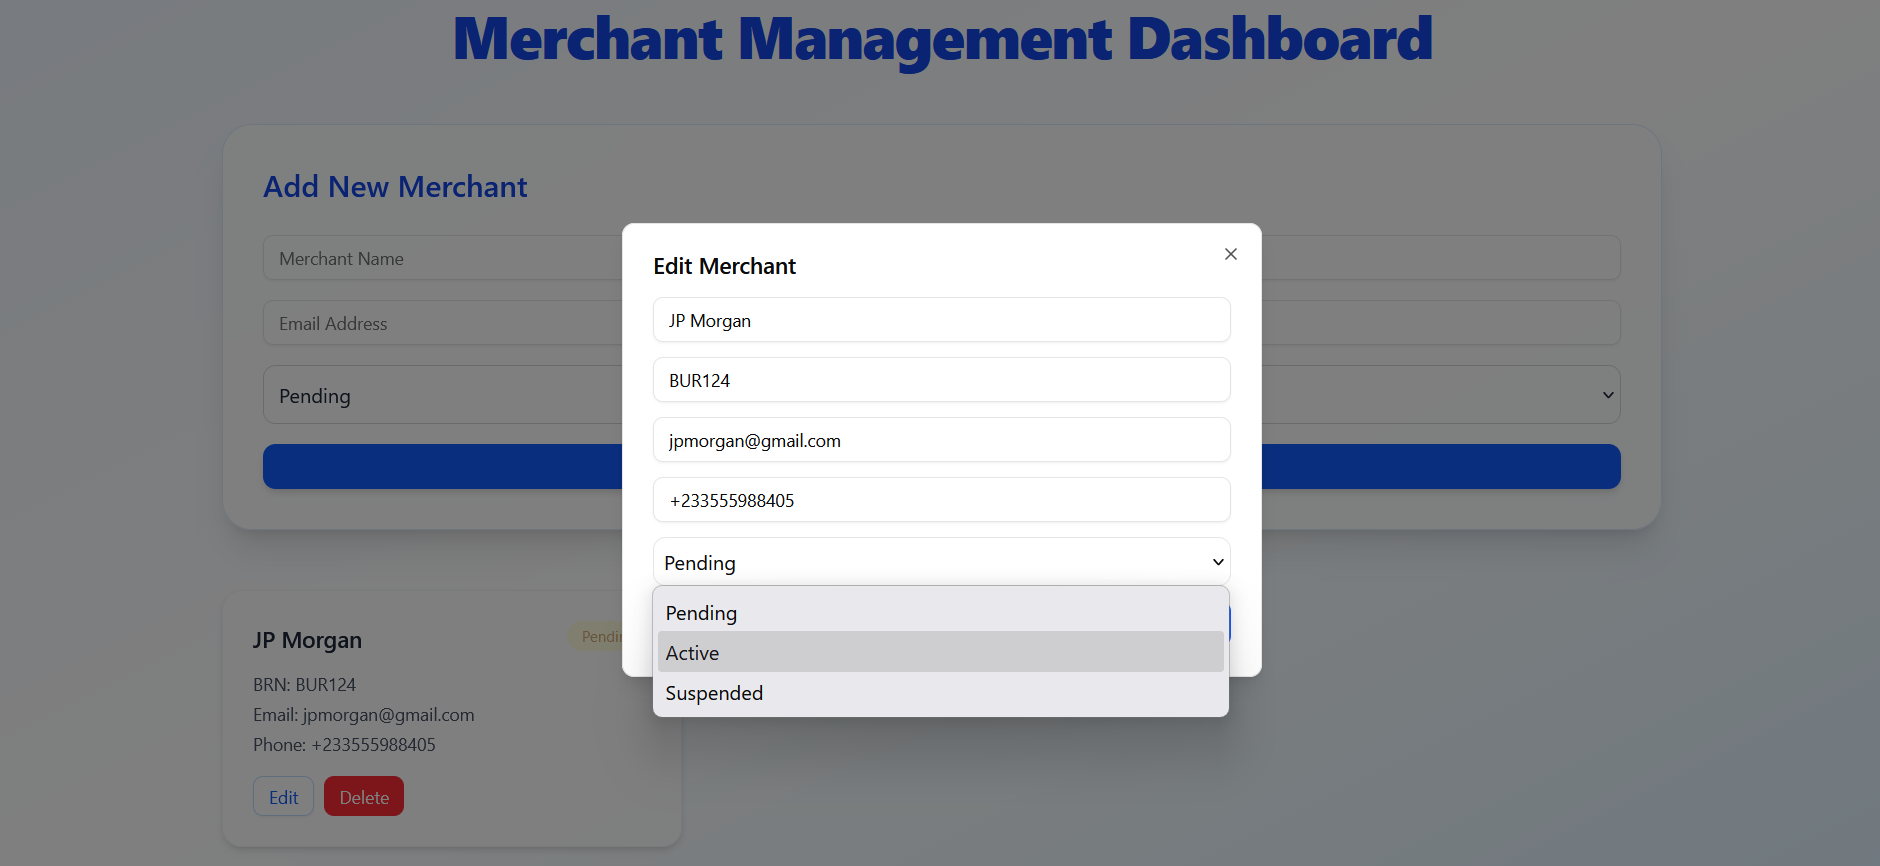 Merchant Management Dashboard
Add New Merchant
Merchant Name
Email Address
Pending
Edit Merchant
JP Morgan
BUR124
jpmorgan@gmail.com
+233555988405
Pending
Pending
Active
Suspended
JP Morgan
BRN: BUR124
Email: jpmorgan@gmail.com
Phone: +233555988405
Edit
Delete